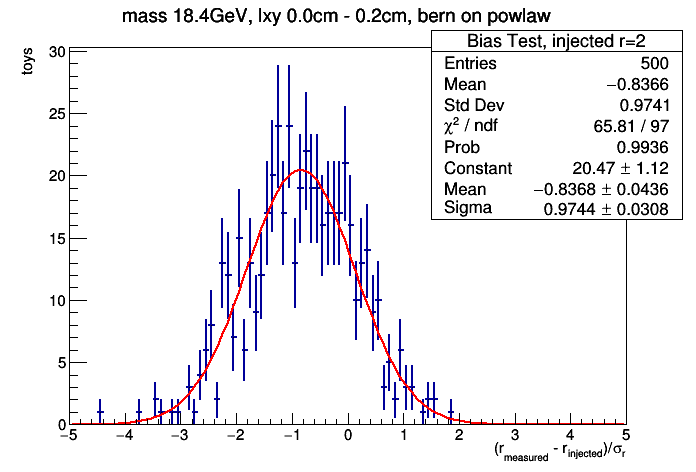 mass 18.4GeV, lxy 0.0cm - 0.2cm, bern on powlaw
Bias Test, injected r=2
Entries 500
Mean −0.8366
Std Dev 0.9741
χ² / ndf 65.81 / 97
Prob 0.9936
Constant 20.47 ± 1.12
Mean −0.8368 ± 0.0436
Sigma 0.9744 ± 0.0308
toys
30
25
20
15
10
5
0
−5 −4 −3 −2 −1 0 1 2 3 4 5
(r_measured - r_injected)/σ_r